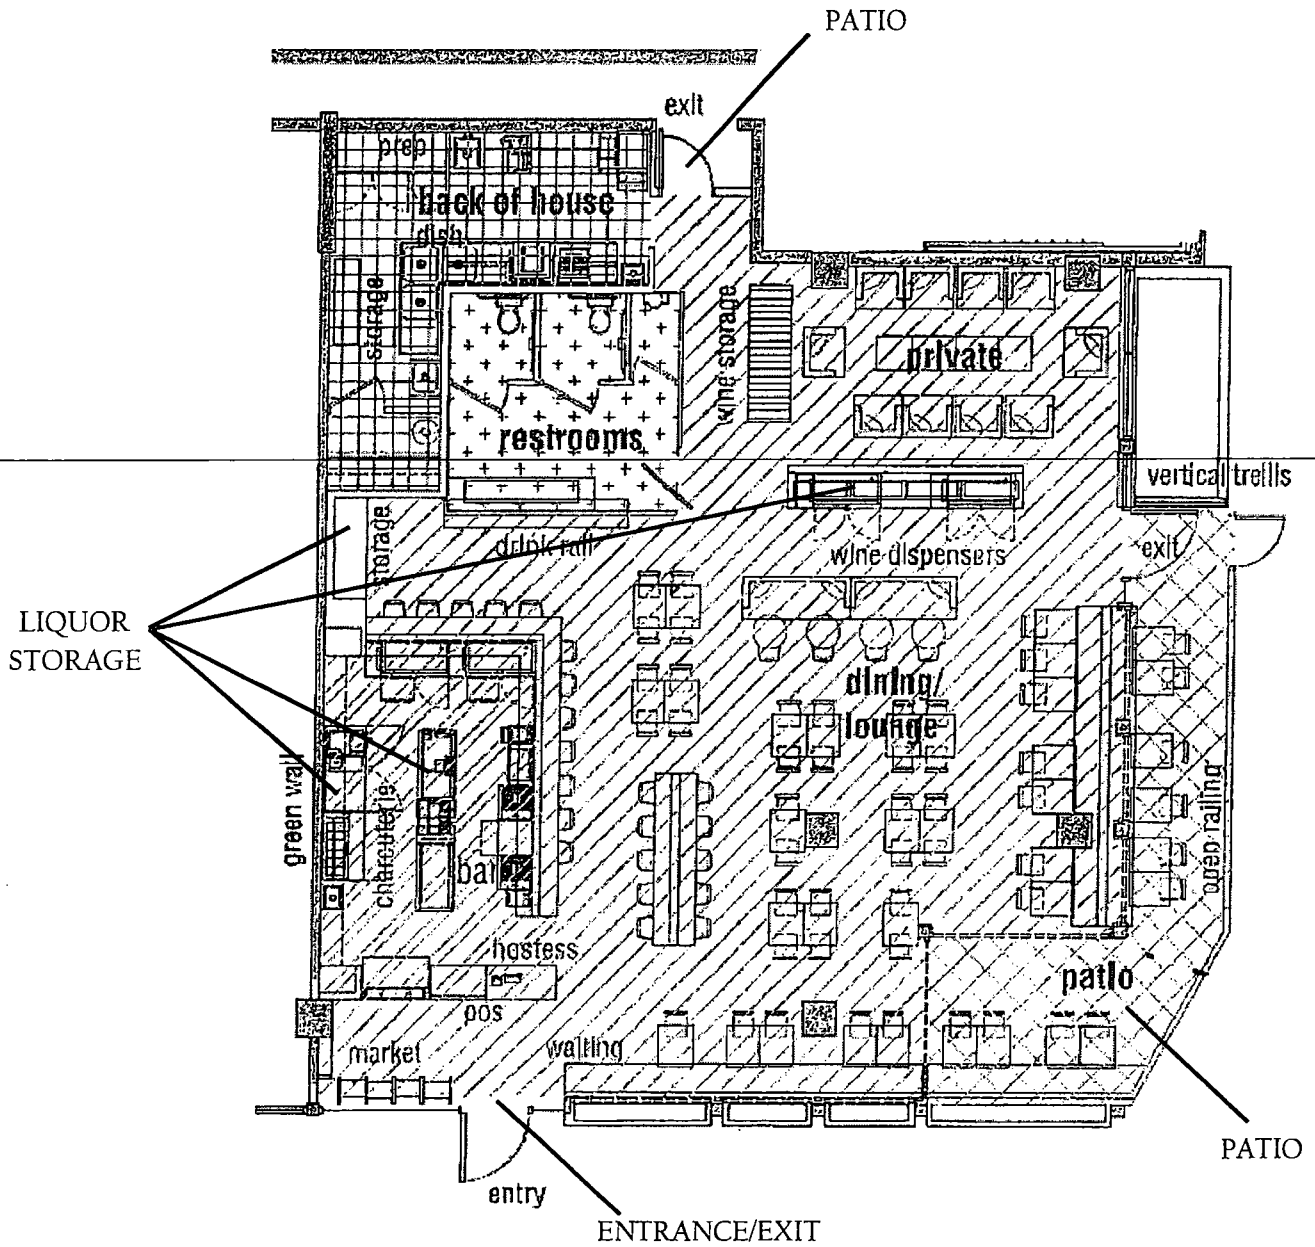 PATIO
exit
prep
back of house
dish
storage
wine storage
private
restrooms
vertical trellis
drink rail
wine dispensers
exit
storage
LIQUOR
STORAGE
dining/
lounge
green wall
charcuterie
bar
open railing
hostess
patio
pos
market
waiting
PATIO
entry
ENTRANCE/EXIT